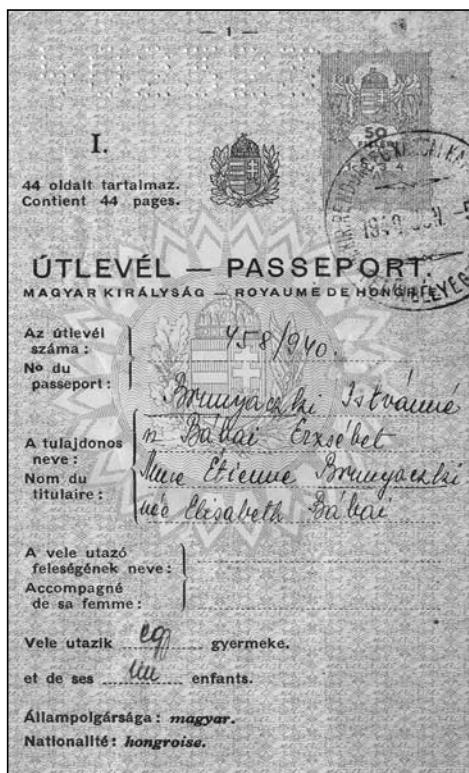 — 1 —
50
I.
44 oldalt tartalmaz.
Contient 44 pages.
ÚTLEVÉL — PASSEPORT.
MAGYAR KIRÁLYSÁG — ROYAUME DE HONGRIE.
Az útlevél
száma :
No du
passeport :
458/940.
A tulajdonos
neve :
Nom du
titulaire :
Brunyaczki Istvánné
n Bábai Erzsébet
Mme Étienne Brunyaczki
née Elisabeth Bábai
A vele utazó
feleségének neve :
Accompagné
de sa femme :
Vele utazik egy gyermeke.
et de ses un enfants.
Állampolgársága : magyar.
Nationalité : hongroise.